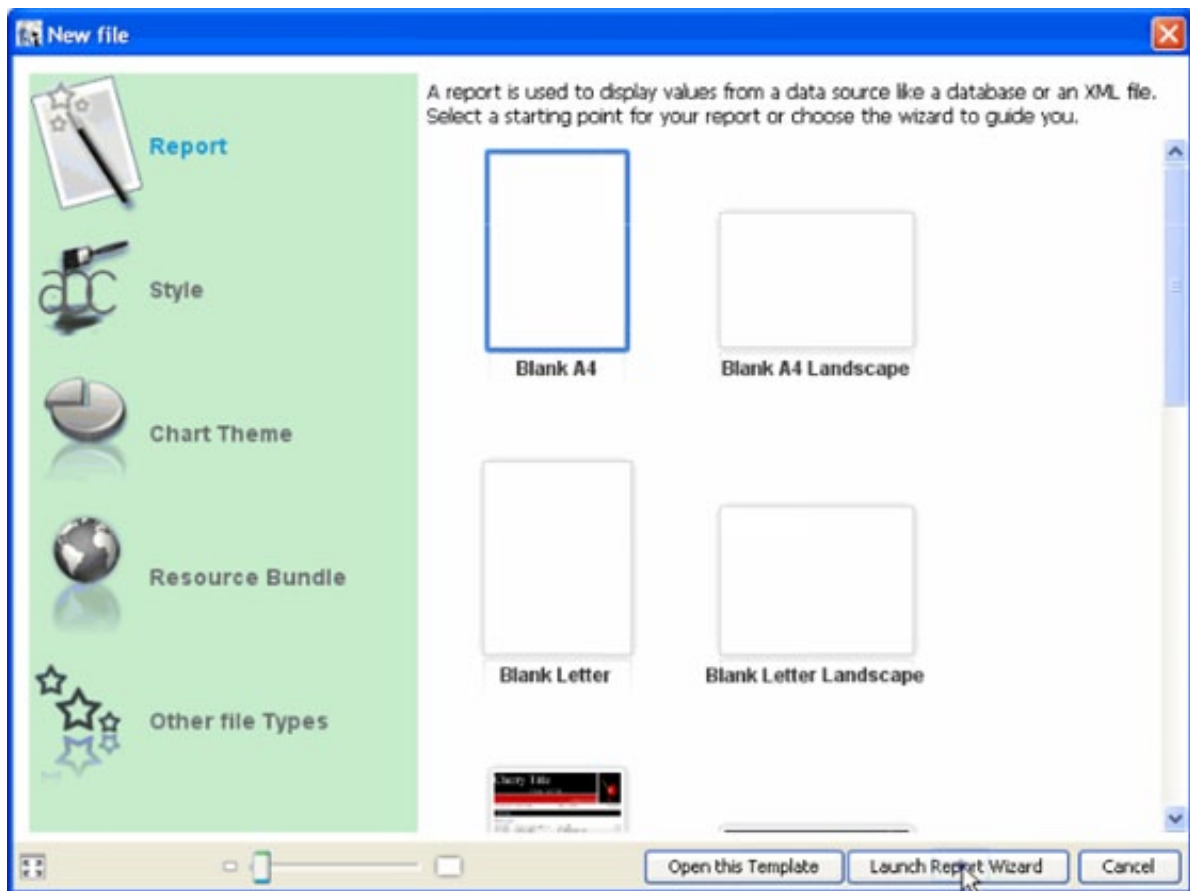 New file
A report is used to display values from a data source like a database or an XML file.
Select a starting point for your report or choose the wizard to guide you.
Report
Style
Chart Theme
Resource Bundle
Other file Types
Blank A4
Blank A4 Landscape
Blank Letter
Blank Letter Landscape
Cherry Title
Open this Template
Launch Report Wizard
Cancel